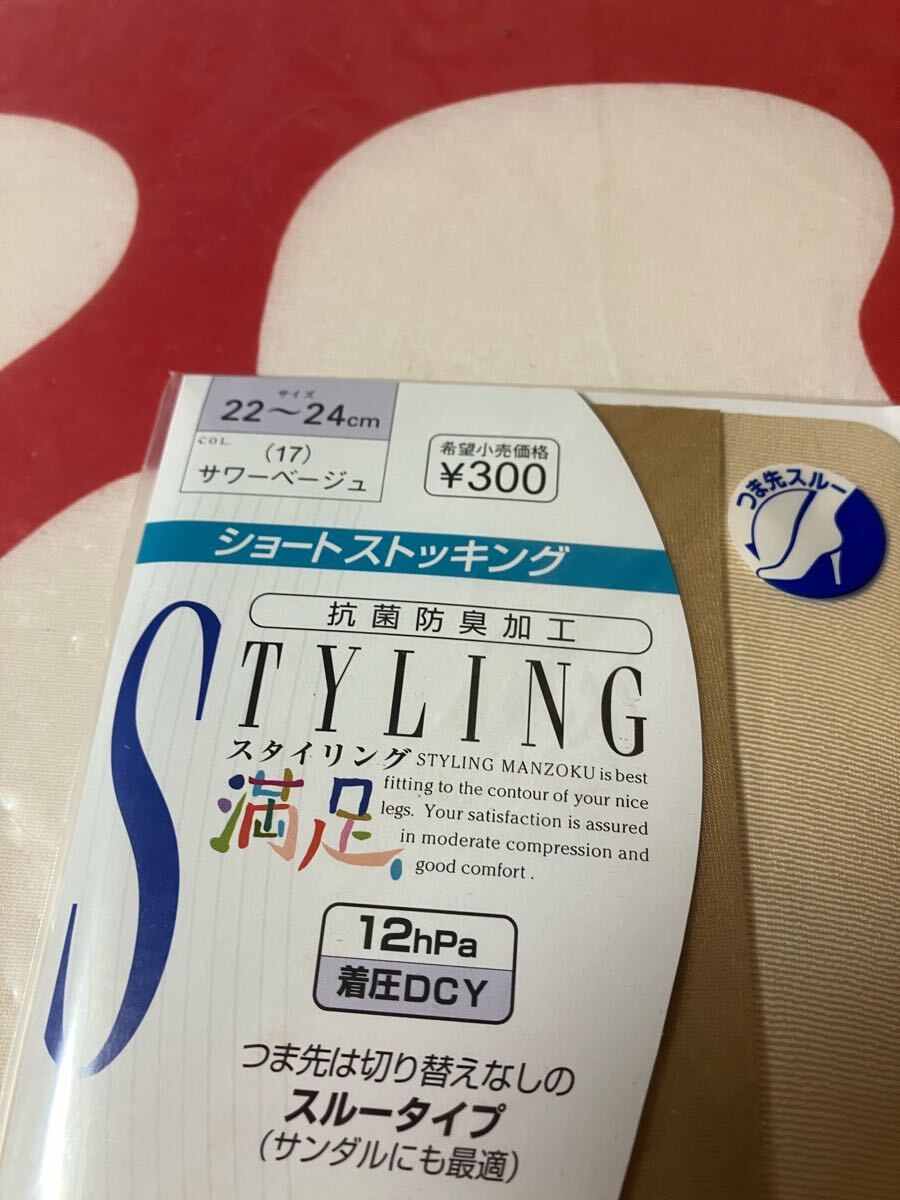 サイズ
22～24cm
COL.
(17)
サワーベージュ
希望小売価格
¥300
つま先スルー
ショートストッキング
抗菌防臭加工
STYLING
スタイリング
満足。
STYLING MANZOKU is best
fitting to the contour of your nice
legs. Your satisfaction is assured
in moderate compression and
good comfort.
12hPa
着圧DCY
つま先は切り替えなしの
スルータイプ
(サンダルにも最適)